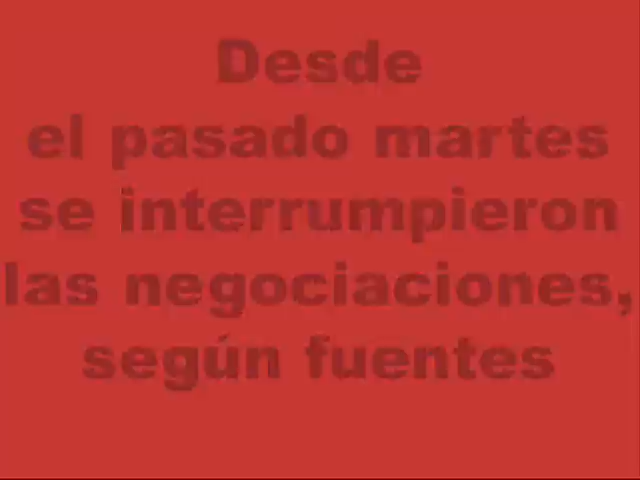 Desde
el pasado martes
se interrumpieron
las negociaciones,
según fuentes